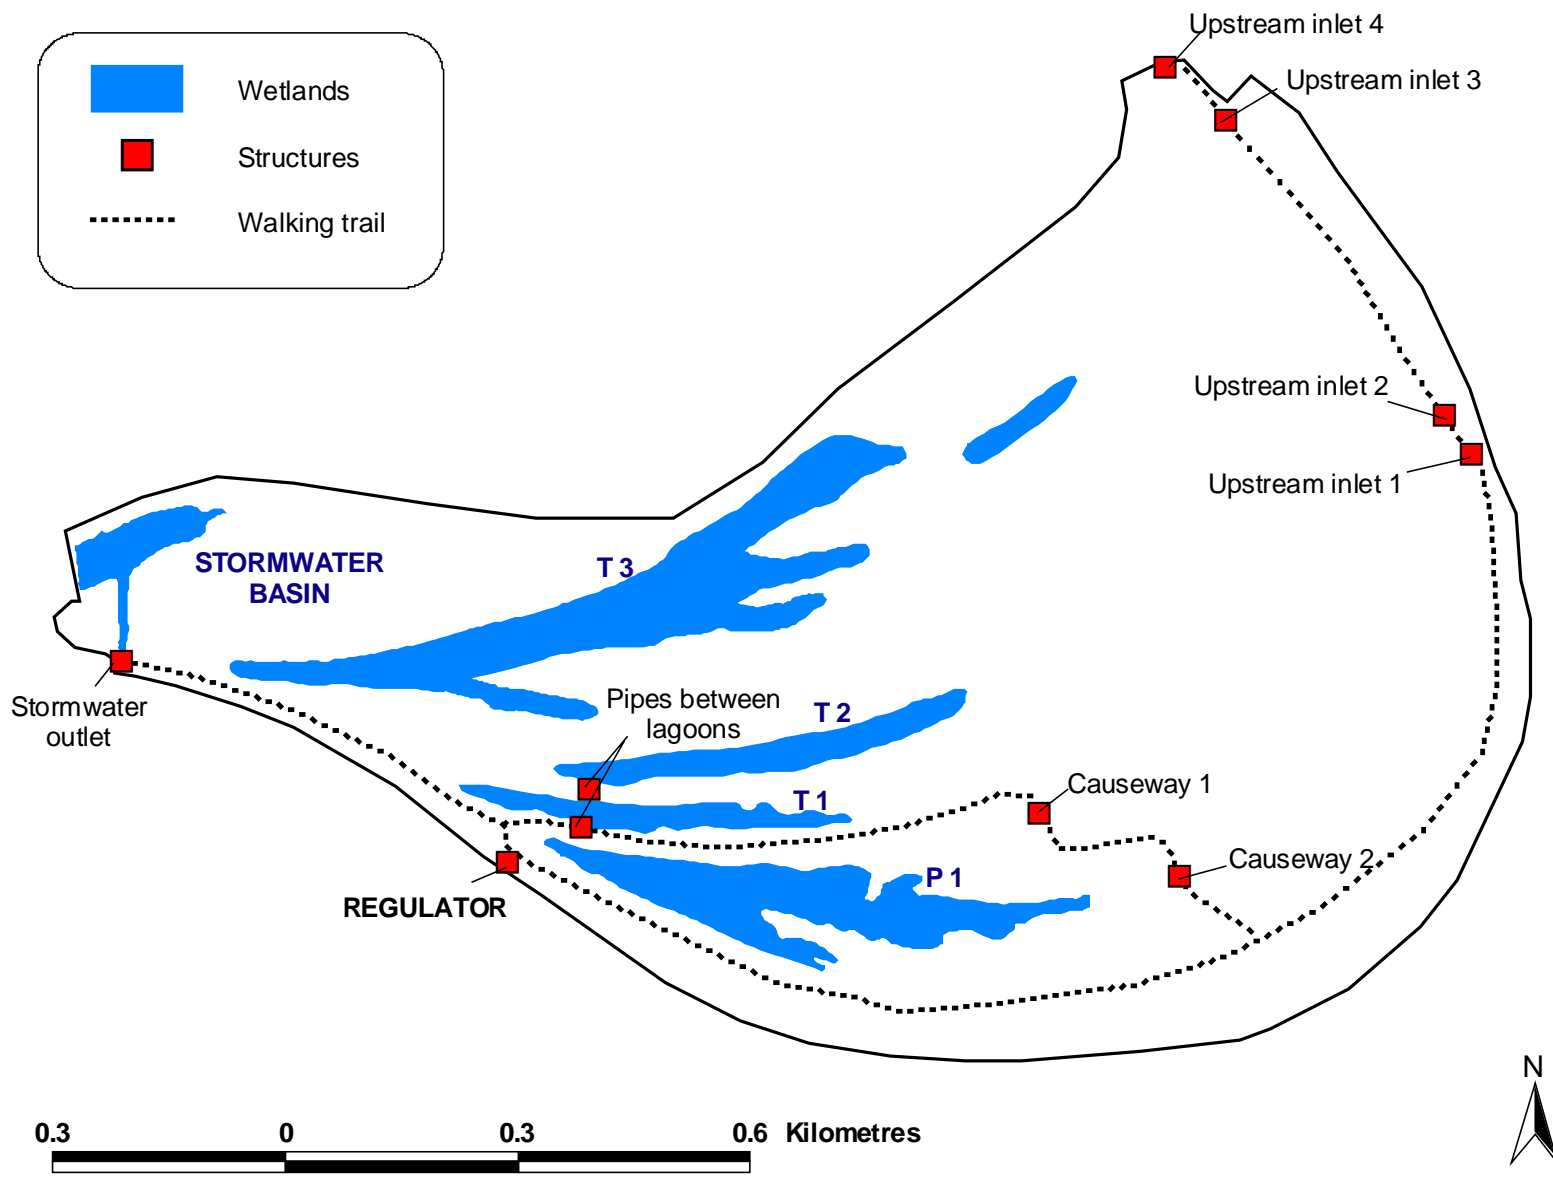 Upstream inlet 4
Upstream inlet 3
Wetlands
Structures
Walking trail
Upstream inlet 2
Upstream inlet 1
STORMWATER
BASIN
T 3
Stormwater
outlet
Pipes between
lagoons
T 2
T 1
Causeway 1
Causeway 2
P 1
REGULATOR
N
0.3 0 0.3 0.6 Kilometres